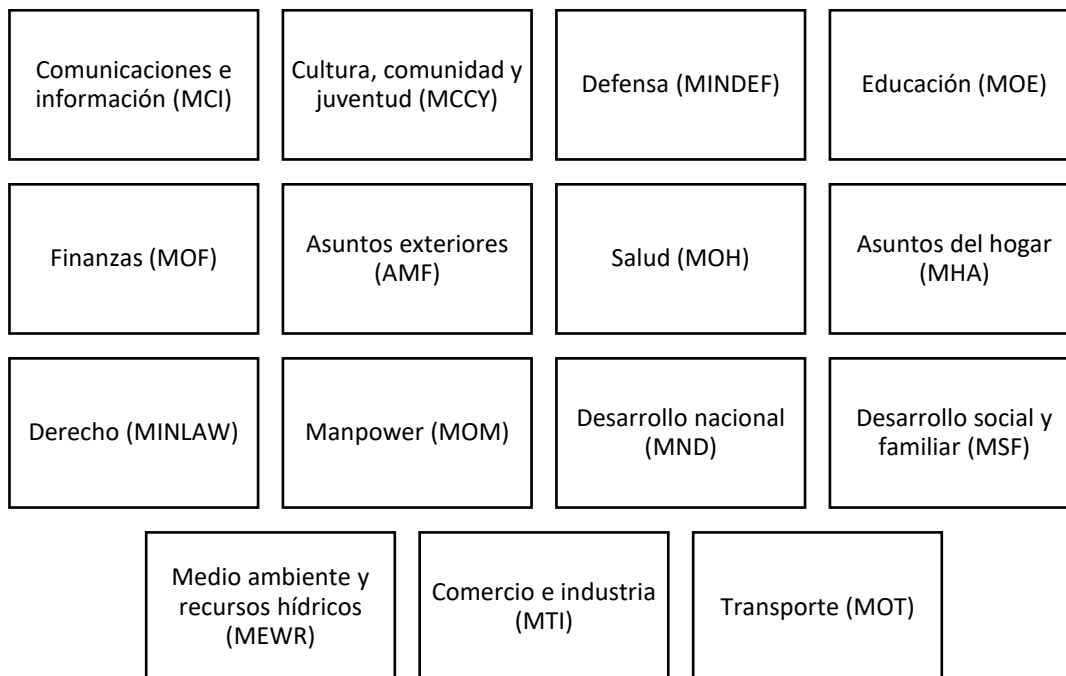 Comunicaciones e
información (MCI)
Cultura, comunidad y
juventud (MCCY)
Defensa (MINDEF)
Educación (MOE)
Finanzas (MOF)
Asuntos exteriores
(AMF)
Salud (MOH)
Asuntos del hogar
(MHA)
Derecho (MINLAW)
Manpower (MOM)
Desarrollo nacional
(MND)
Desarrollo social y
familiar (MSF)
Medio ambiente y
recursos hídricos
(MEWR)
Comercio e industria
(MTI)
Transporte (MOT)